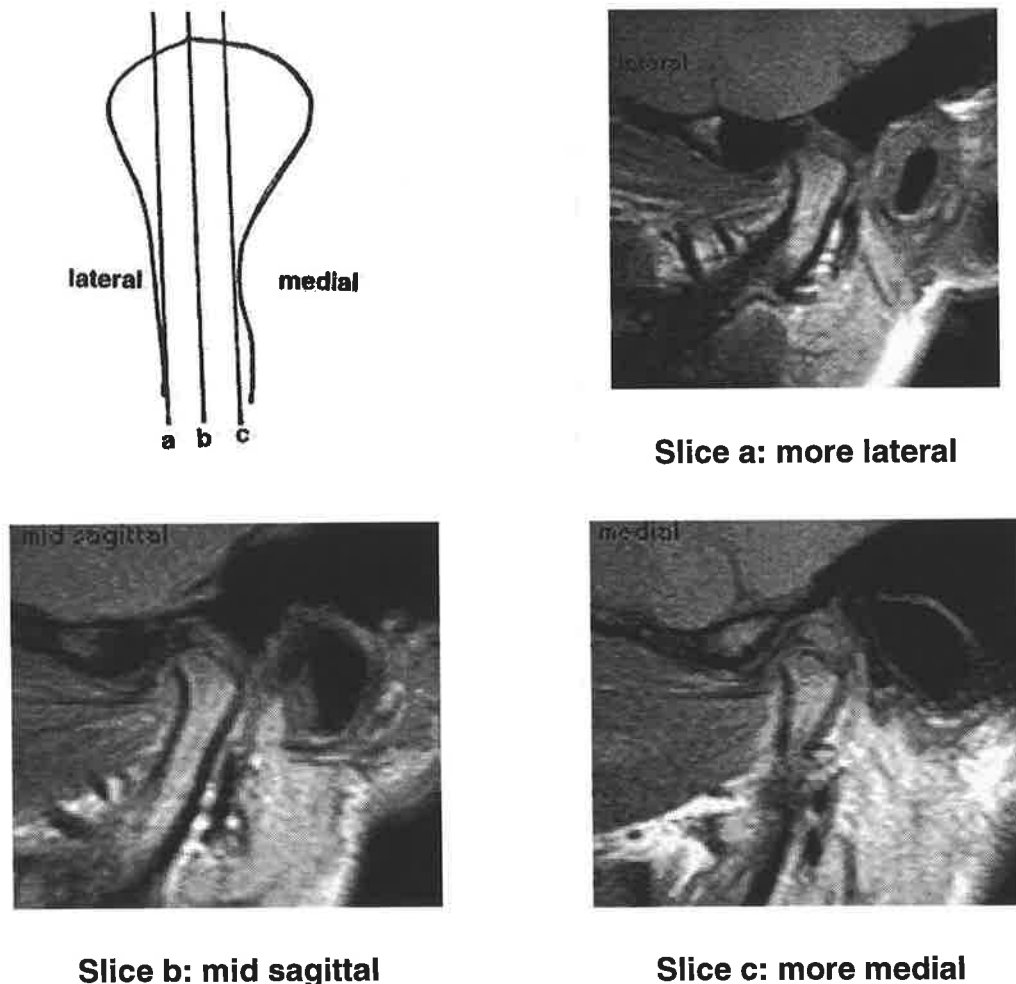 lateral
medial
a
b
c
lateral
Slice a: more lateral
mid sagittal
medial
Slice b: mid sagittal
Slice c: more medial